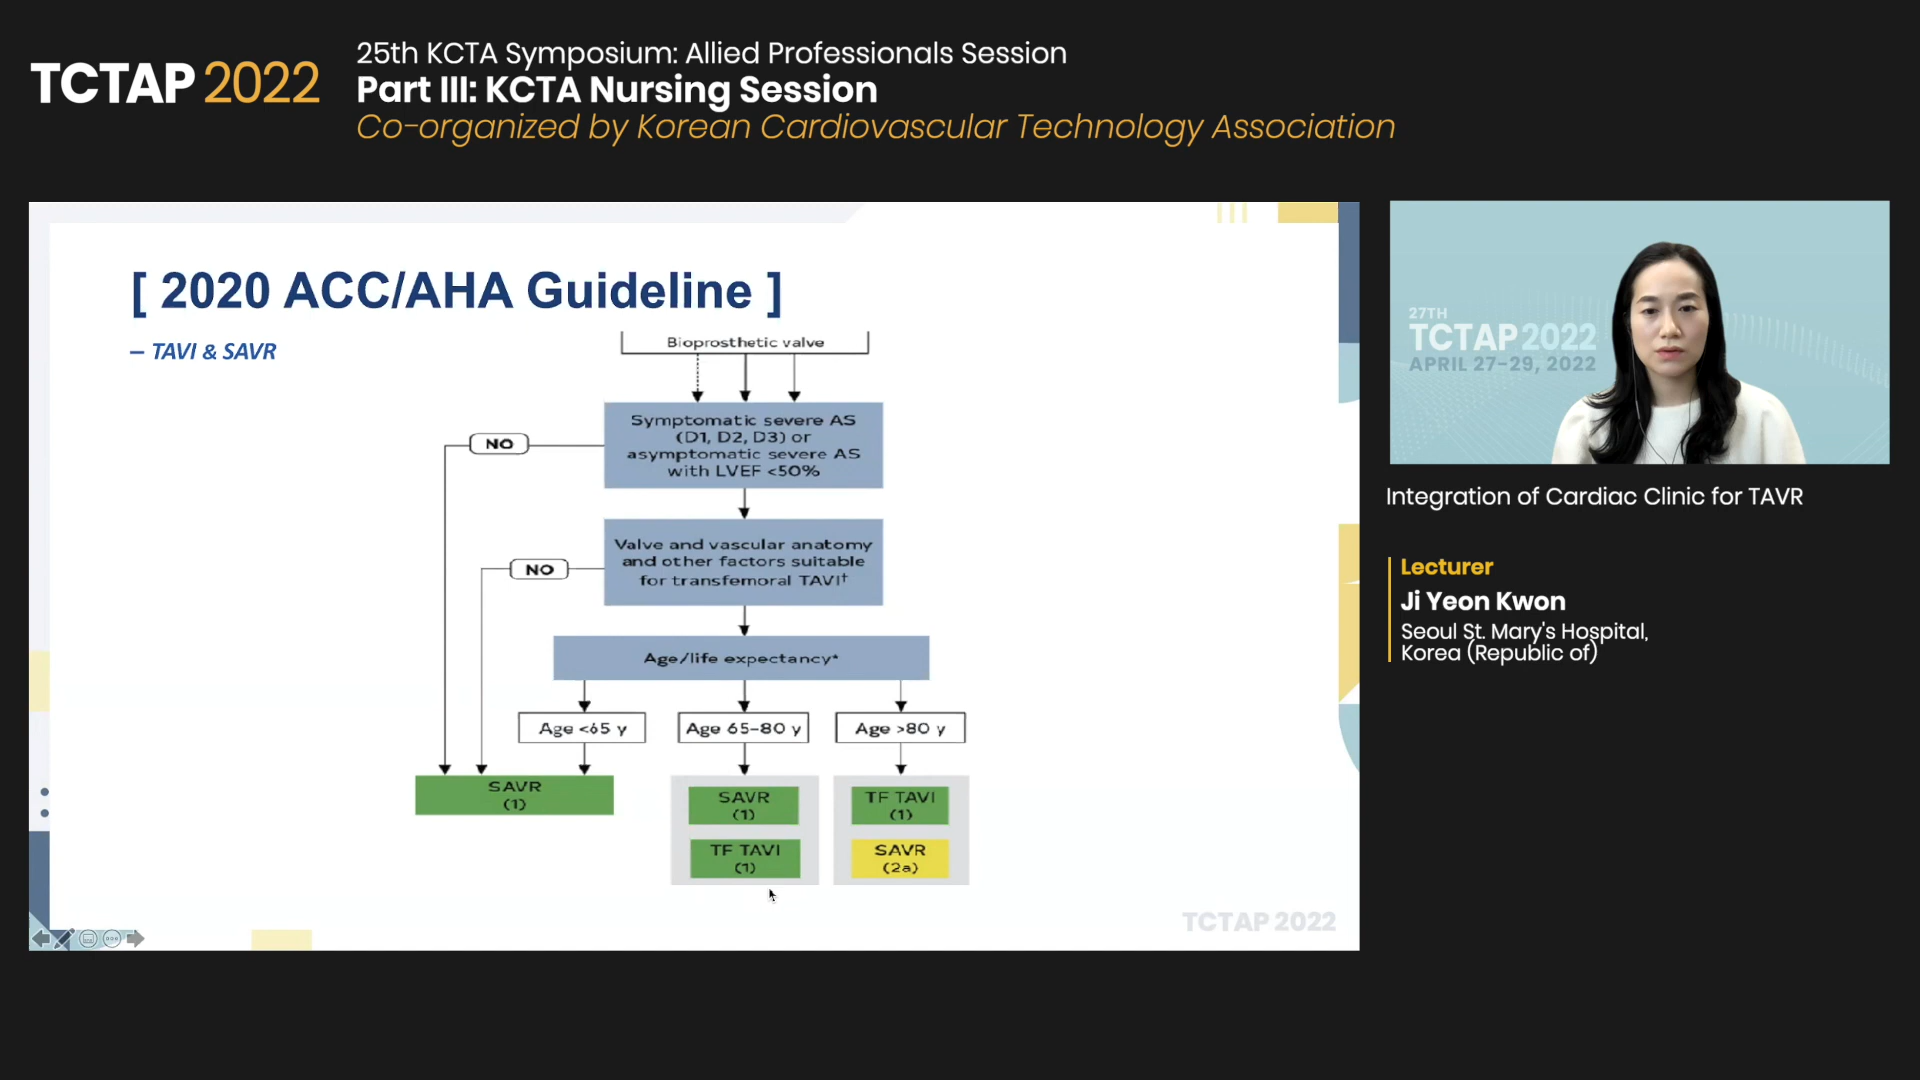 TCTAP 2022
25th KCTA Symposium: Allied Professionals Session
Part III: KCTA Nursing Session
Co-organized by Korean Cardiovascular Technology Association
[ 2020 ACC/AHA Guideline ]
– TAVI & SAVR
Bioprosthetic valve
Symptomatic severe AS
(D1, D2, D3) or
asymptomatic severe AS
with LVEF <50%
NO
Valve and vascular anatomy
and other factors suitable
for transfemoral TAVI†
NO
Age/life expectancy*
Age <65 y
Age 65–80 y
Age >80 y
SAVR
(1)
SAVR
(1)
TF TAVI
(1)
TF TAVI
(1)
SAVR
(2a)
TCTAP 2022
27TH
TCTAP 2022
APRIL 27-29, 2022
Integration of Cardiac Clinic for TAVR
Lecturer
Ji Yeon Kwon
Seoul St. Mary's Hospital,
Korea (Republic of)